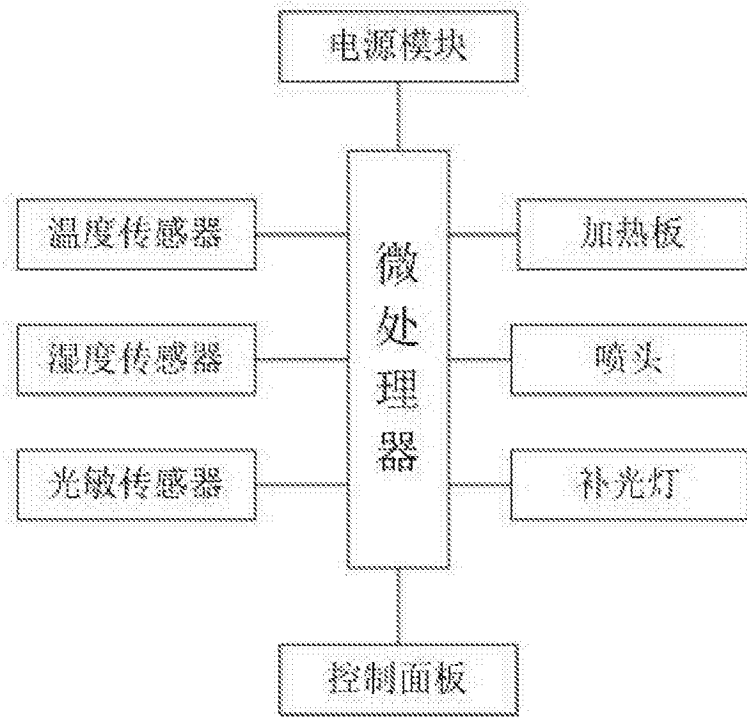 电源模块
温度传感器
微处理器
加热板
湿度传感器
喷头
光敏传感器
补光灯
控制面板